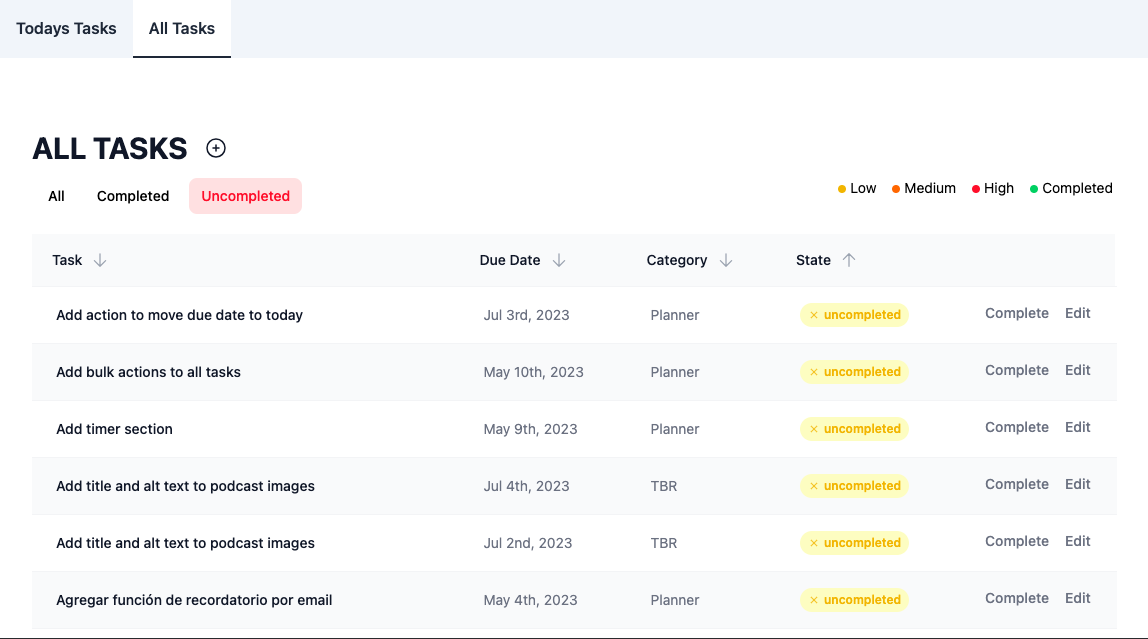 Todays Tasks All Tasks
ALL TASKS
All Completed Uncompleted
Low Medium High Completed
Task Due Date Category State
Add action to move due date to today Jul 3rd, 2023 Planner × uncompleted Complete Edit
Add bulk actions to all tasks May 10th, 2023 Planner × uncompleted Complete Edit
Add timer section May 9th, 2023 Planner × uncompleted Complete Edit
Add title and alt text to podcast images Jul 4th, 2023 TBR × uncompleted Complete Edit
Add title and alt text to podcast images Jul 2nd, 2023 TBR × uncompleted Complete Edit
Agregar función de recordatorio por email May 4th, 2023 Planner × uncompleted Complete Edit